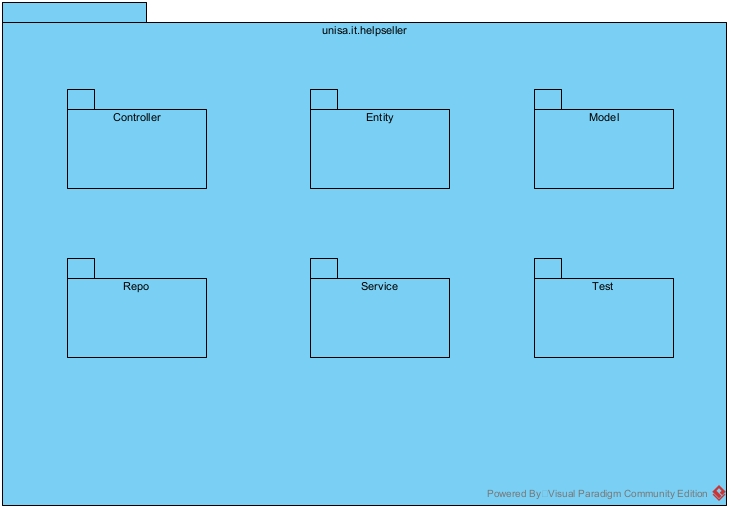 unisa.it.helpseller
Controller
Entity
Model
Repo
Service
Test
Powered By: Visual Paradigm Community Edition